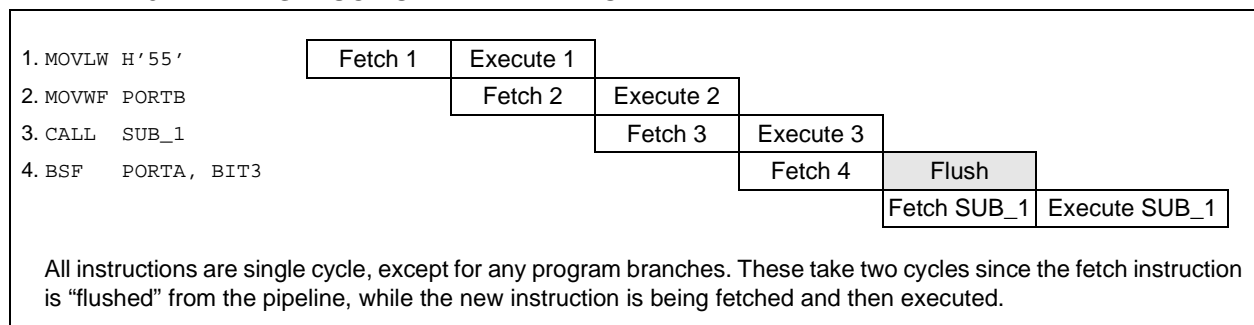 1. MOVLW H'55' Fetch 1 Execute 1
2. MOVWF PORTB Fetch 2 Execute 2
3. CALL SUB_1 Fetch 3 Execute 3
4. BSF PORTA, BIT3 Fetch 4 Flush
Fetch SUB_1 Execute SUB_1
All instructions are single cycle, except for any program branches. These take two cycles since the fetch instruction
is “flushed” from the pipeline, while the new instruction is being fetched and then executed.